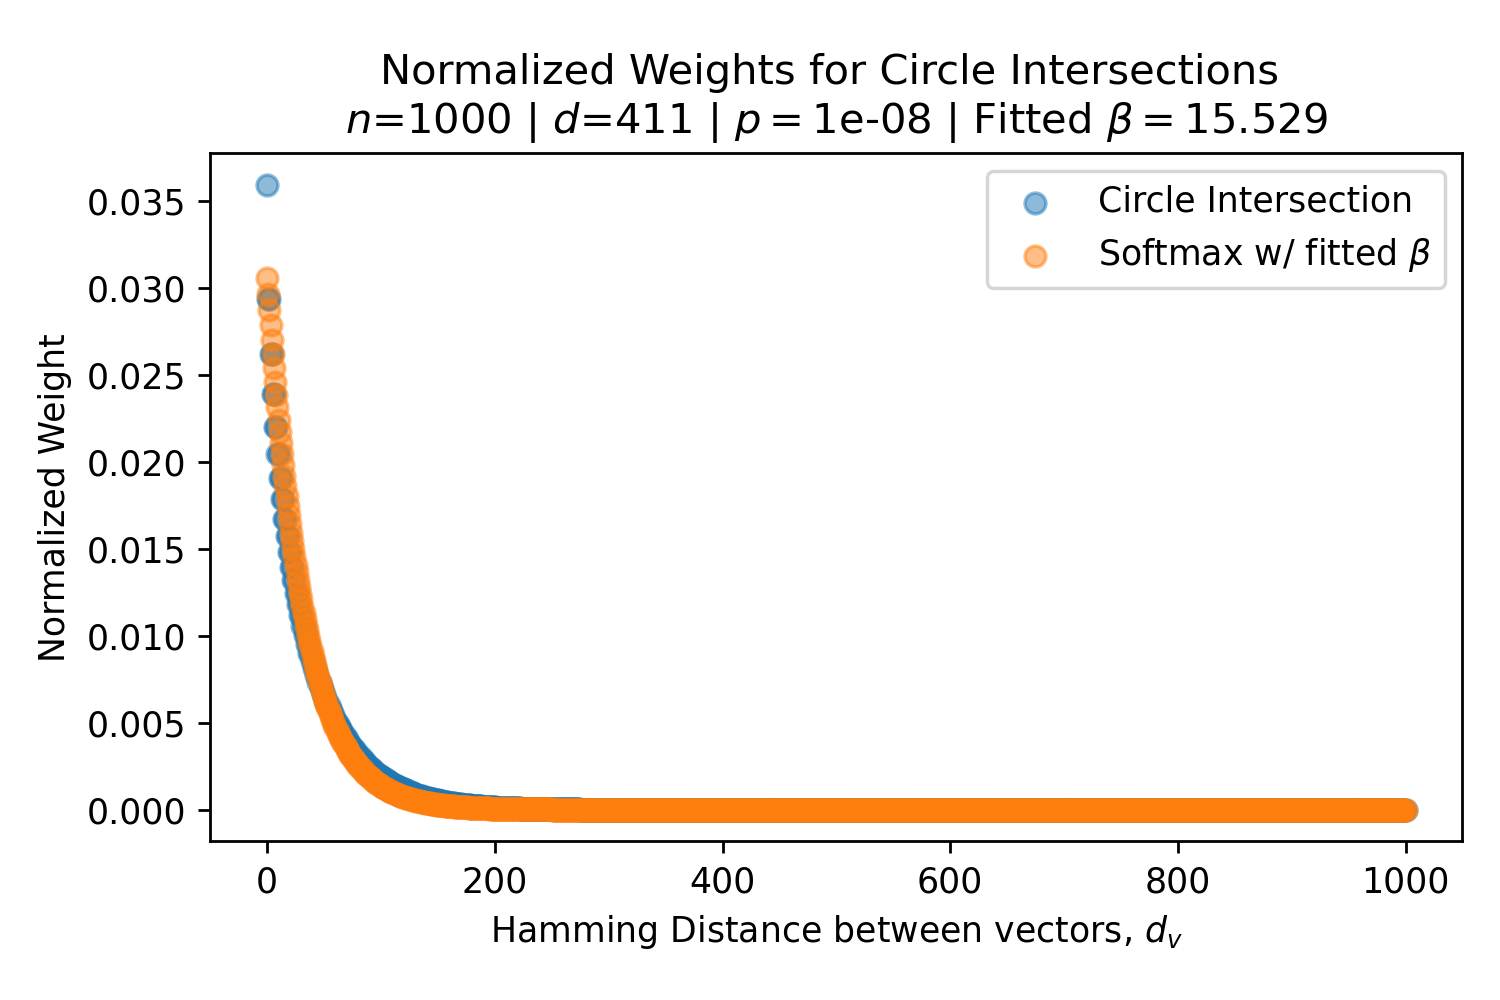 Normalized Weights for Circle Intersections
n=1000 | d=411 | p = 1e-08 | Fitted β = 15.529
Circle Intersection
Softmax w/ fitted β
Normalized Weight
0.035
0.030
0.025
0.020
0.015
0.010
0.005
0.000
0 200 400 600 800 1000
Hamming Distance between vectors, d_v